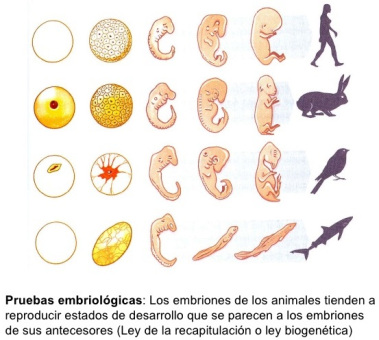 Pruebas embriológicas: Los embriones de los animales tienden a
reproducir estados de desarrollo que se parecen a los embriones
de sus antecesores (Ley de la recapitulación o ley biogenética)